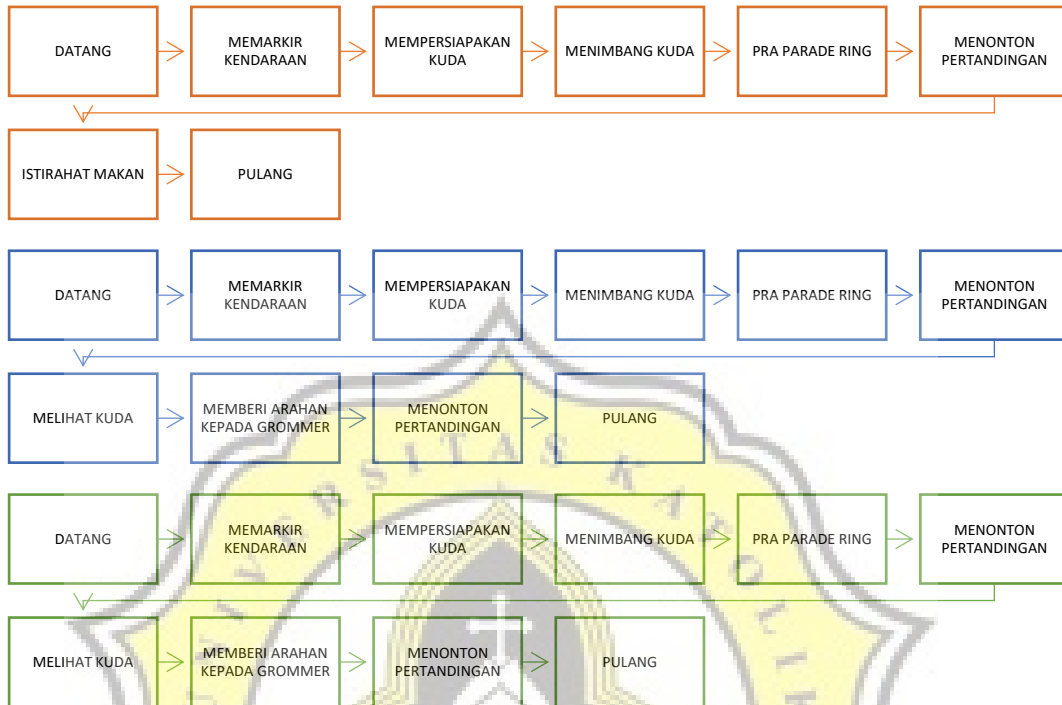 DATANG
MEMARKIR
KENDARAAN
MEMPERSIAPAKAN
KUDA
MENIMBANG KUDA
PRA PARADE RING
MENONTON
PERTANDINGAN
ISTIRAHAT MAKAN
PULANG
DATANG
MEMARKIR
KENDARAAN
MEMPERSIAPAKAN
KUDA
MENIMBANG KUDA
PRA PARADE RING
MENONTON
PERTANDINGAN
MELIHAT KUDA
MEMBERI ARAHAN
KEPADA GROMMER
MENONTON
PERTANDINGAN
PULANG
DATANG
MEMARKIR
KENDARAAN
MEMPERSIAPAKAN
KUDA
MENIMBANG KUDA
PRA PARADE RING
MENONTON
PERTANDINGAN
MELIHAT KUDA
MEMBERI ARAHAN
KEPADA GROMMER
MENONTON
PERTANDINGAN
PULANG
UNIVERSITAS KATOLIK